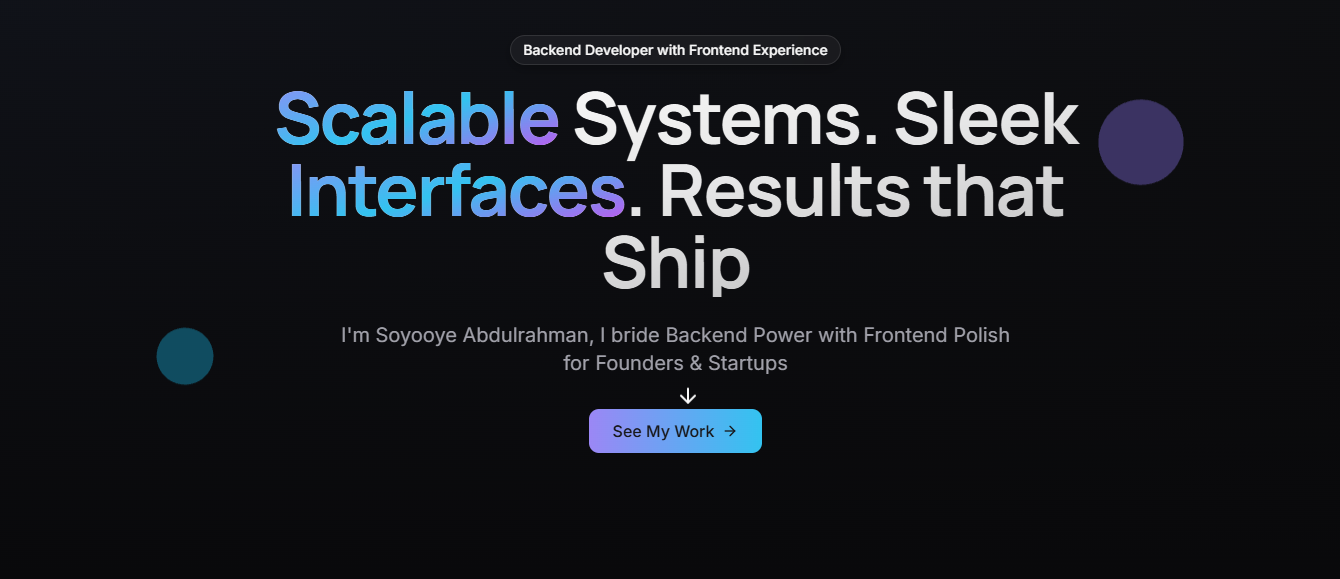 Backend Developer with Frontend Experience
Scalable Systems. Sleek
Interfaces. Results that
Ship
I'm Soyooye Abdulrahman, I bride Backend Power with Frontend Polish
for Founders & Startups
See My Work